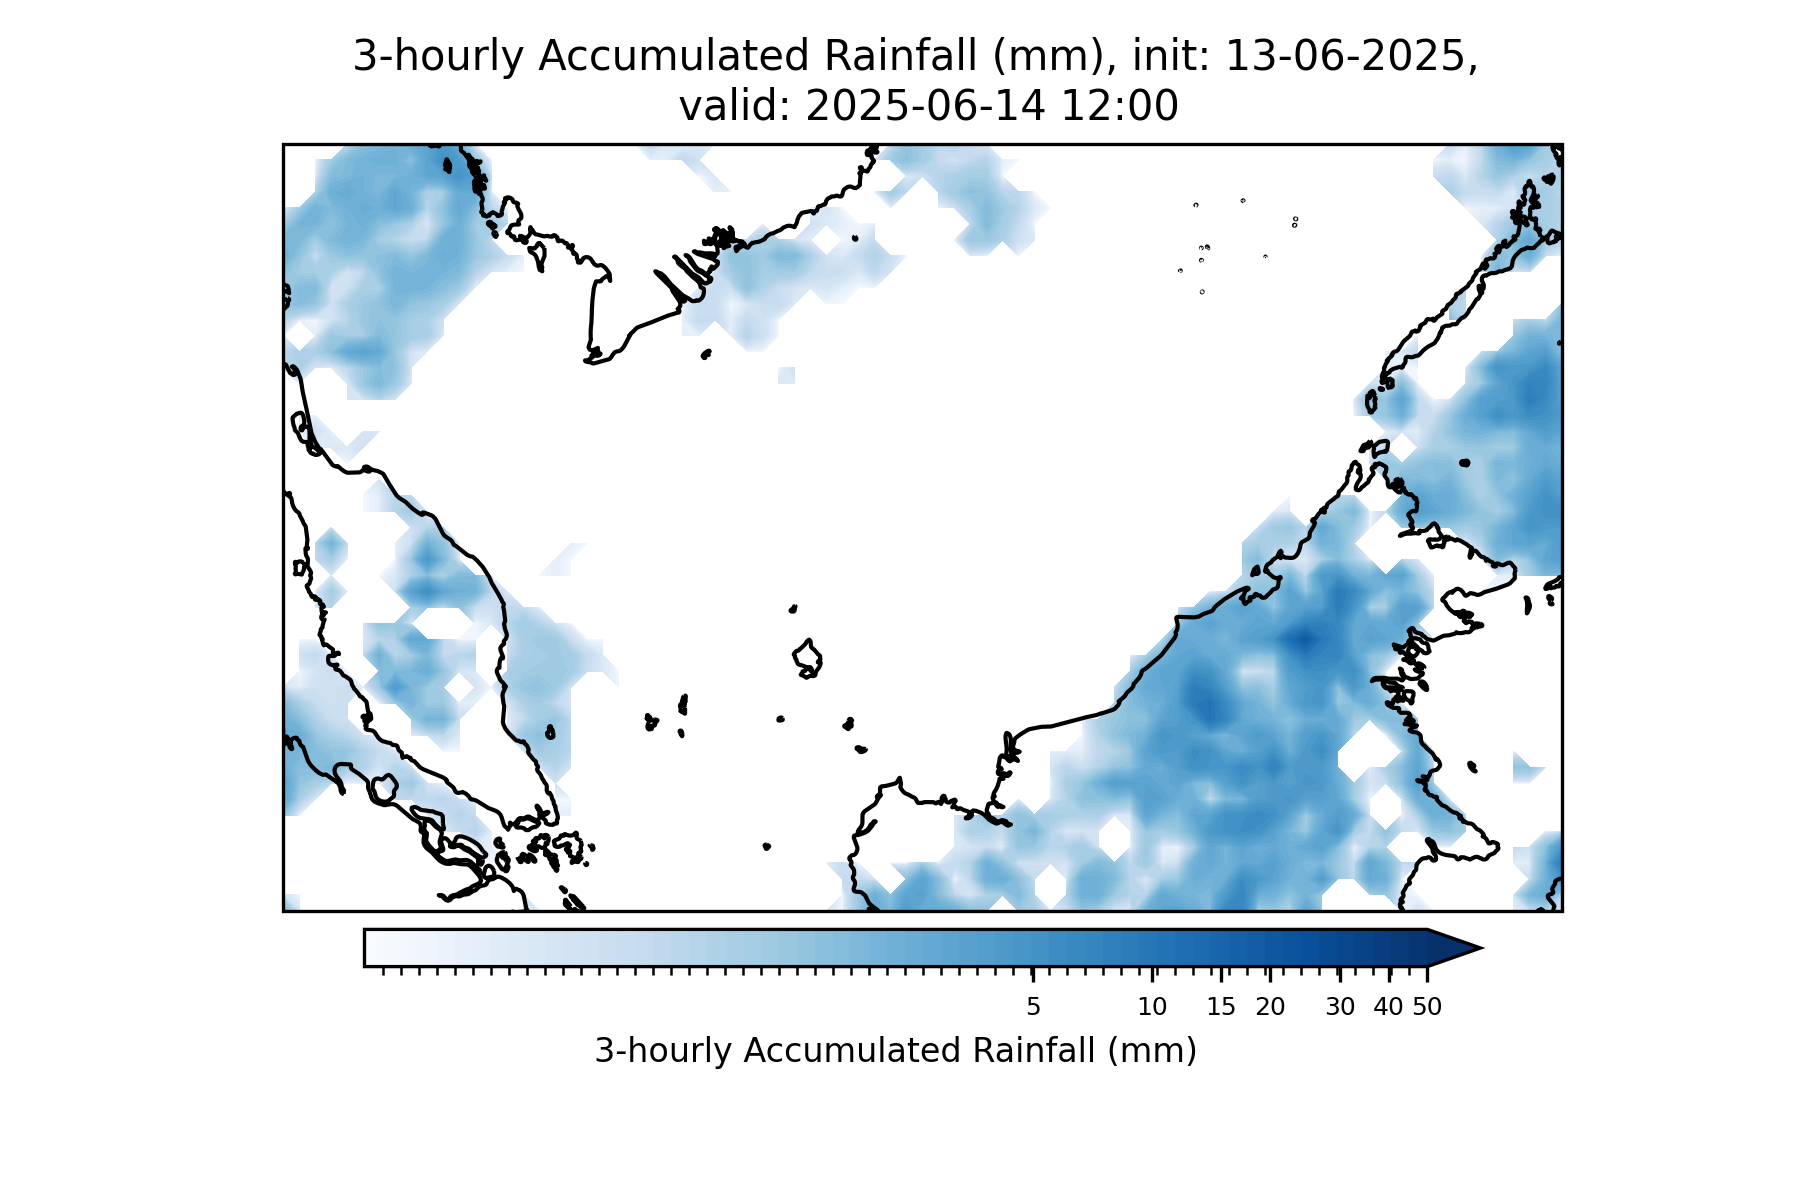 3-hourly Accumulated Rainfall (mm), init: 13-06-2025,
valid: 2025-06-14 12:00
5 10 15 20 30 40 50
3-hourly Accumulated Rainfall (mm)